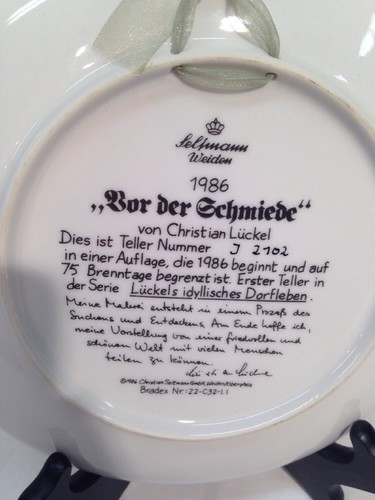 Seltmann
Weiden
1986
„Vor der Schmiede“
von Christian Lückel
Dies ist Teller Nummer J 2102
in einer Auflage, die 1986 beginnt und auf
75 Brenntage begrenzt ist. Erster Teller in
der Serie Lückels idyllisches Dorfleben.
Meine Malerei entsteht in einem Prozeß des
Suchens und Entdeckens. Am Ende hoffe ich,
meine Vorstellung von einer friedvollen und
schönen Welt mit vielen Menschen
teilen zu können.
Christian Lückel
©1986 Christian Seltmann GmbH, Weiden/Oberpfalz
Bradex Nr.: 22-C32-1.1